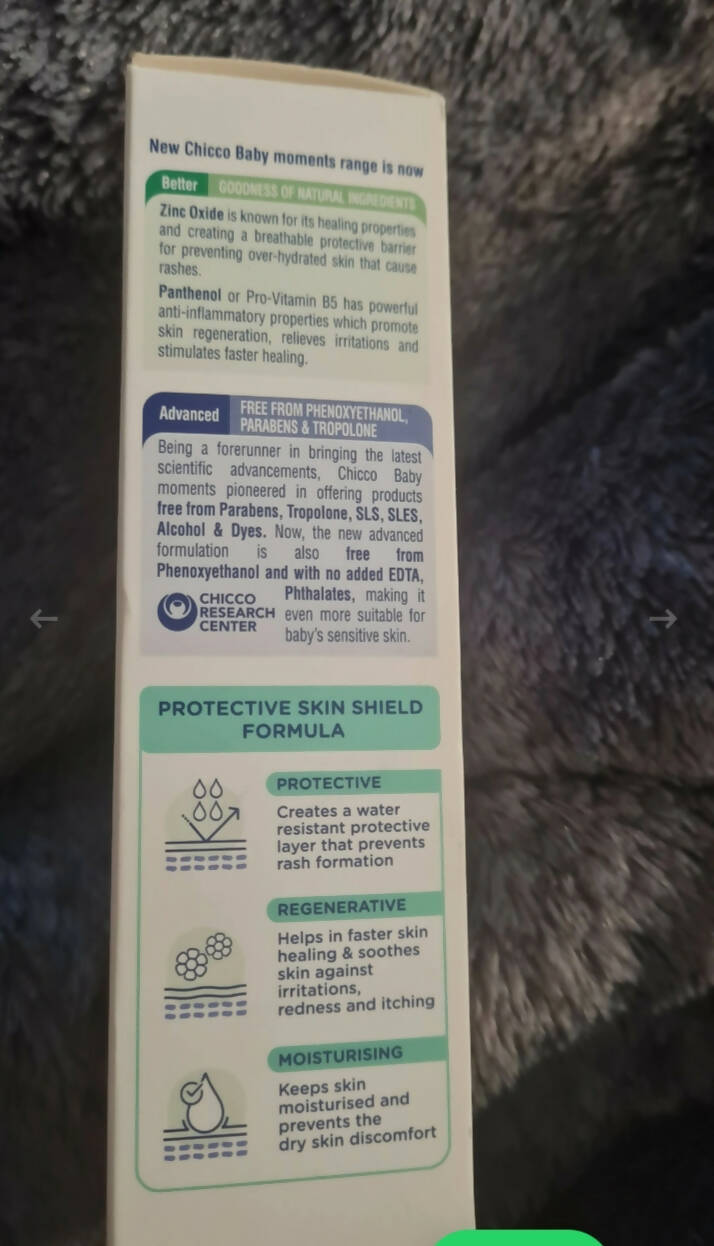 New Chicco Baby moments range is now
Better GOODNESS OF NATURAL INGREDIENTS
Zinc Oxide is known for its healing properties
and creating a breathable protective barrier
for preventing over-hydrated skin that cause
rashes.
Panthenol or Pro-Vitamin B5 has powerful
anti-inflammatory properties which promote
skin regeneration, relieves irritations and
stimulates faster healing.
Advanced FREE FROM PHENOXYETHANOL,
PARABENS & TROPOLONE
Being a forerunner in bringing the latest
scientific advancements, Chicco Baby
moments pioneered in offering products
free from Parabens, Tropolone, SLS, SLES,
Alcohol & Dyes. Now, the new advanced
formulation is also free from
Phenoxyethanol and with no added EDTA,
Phthalates, making it
even more suitable for
baby's sensitive skin.
CHICCO
RESEARCH
CENTER
PROTECTIVE SKIN SHIELD
FORMULA
PROTECTIVE
Creates a water
resistant protective
layer that prevents
rash formation
REGENERATIVE
Helps in faster skin
healing & soothes
skin against
irritations,
redness and itching
MOISTURISING
Keeps skin
moisturised and
prevents the
dry skin discomfort